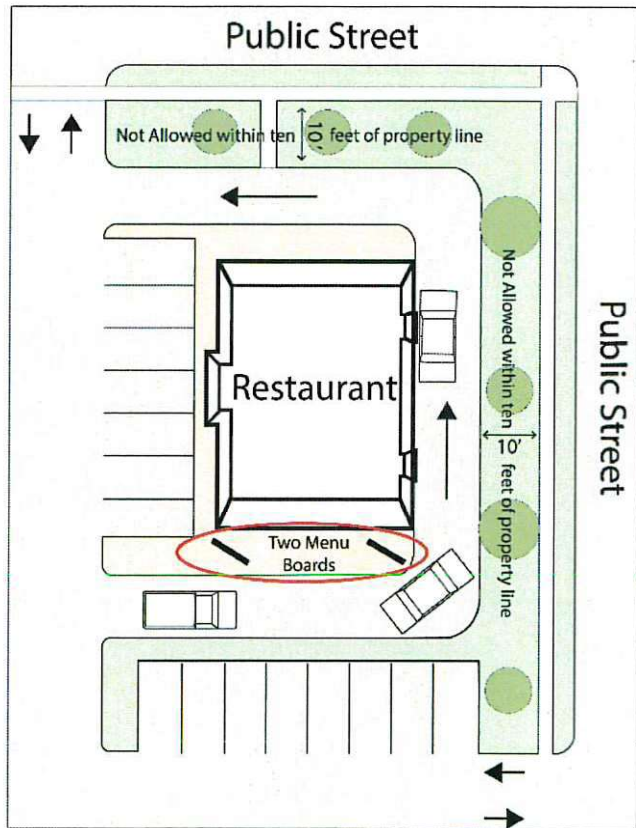 Public Street
Not Allowed within ten 10' feet of property line
Restaurant
Two Menu
Boards
Not Allowed within ten 10' feet of property line
Public Street